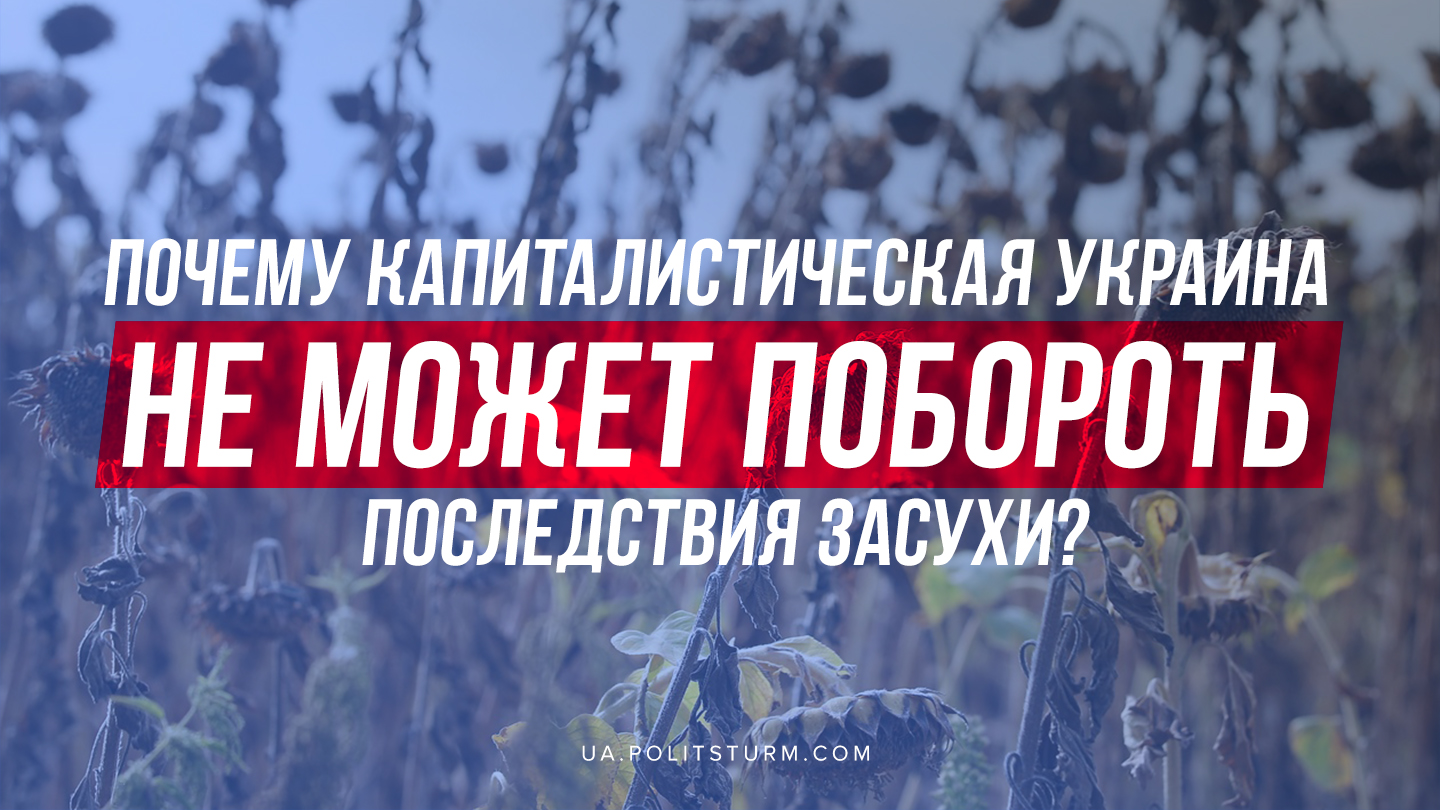 ПОЧЕМУ КАПИТАЛИСТИЧЕСКАЯ УКРАИНА
НЕ МОЖЕТ ПОБОРОТЬ
ПОСЛЕДСТВИЯ ЗАСУХИ?
UA.POLITSTURM.COM